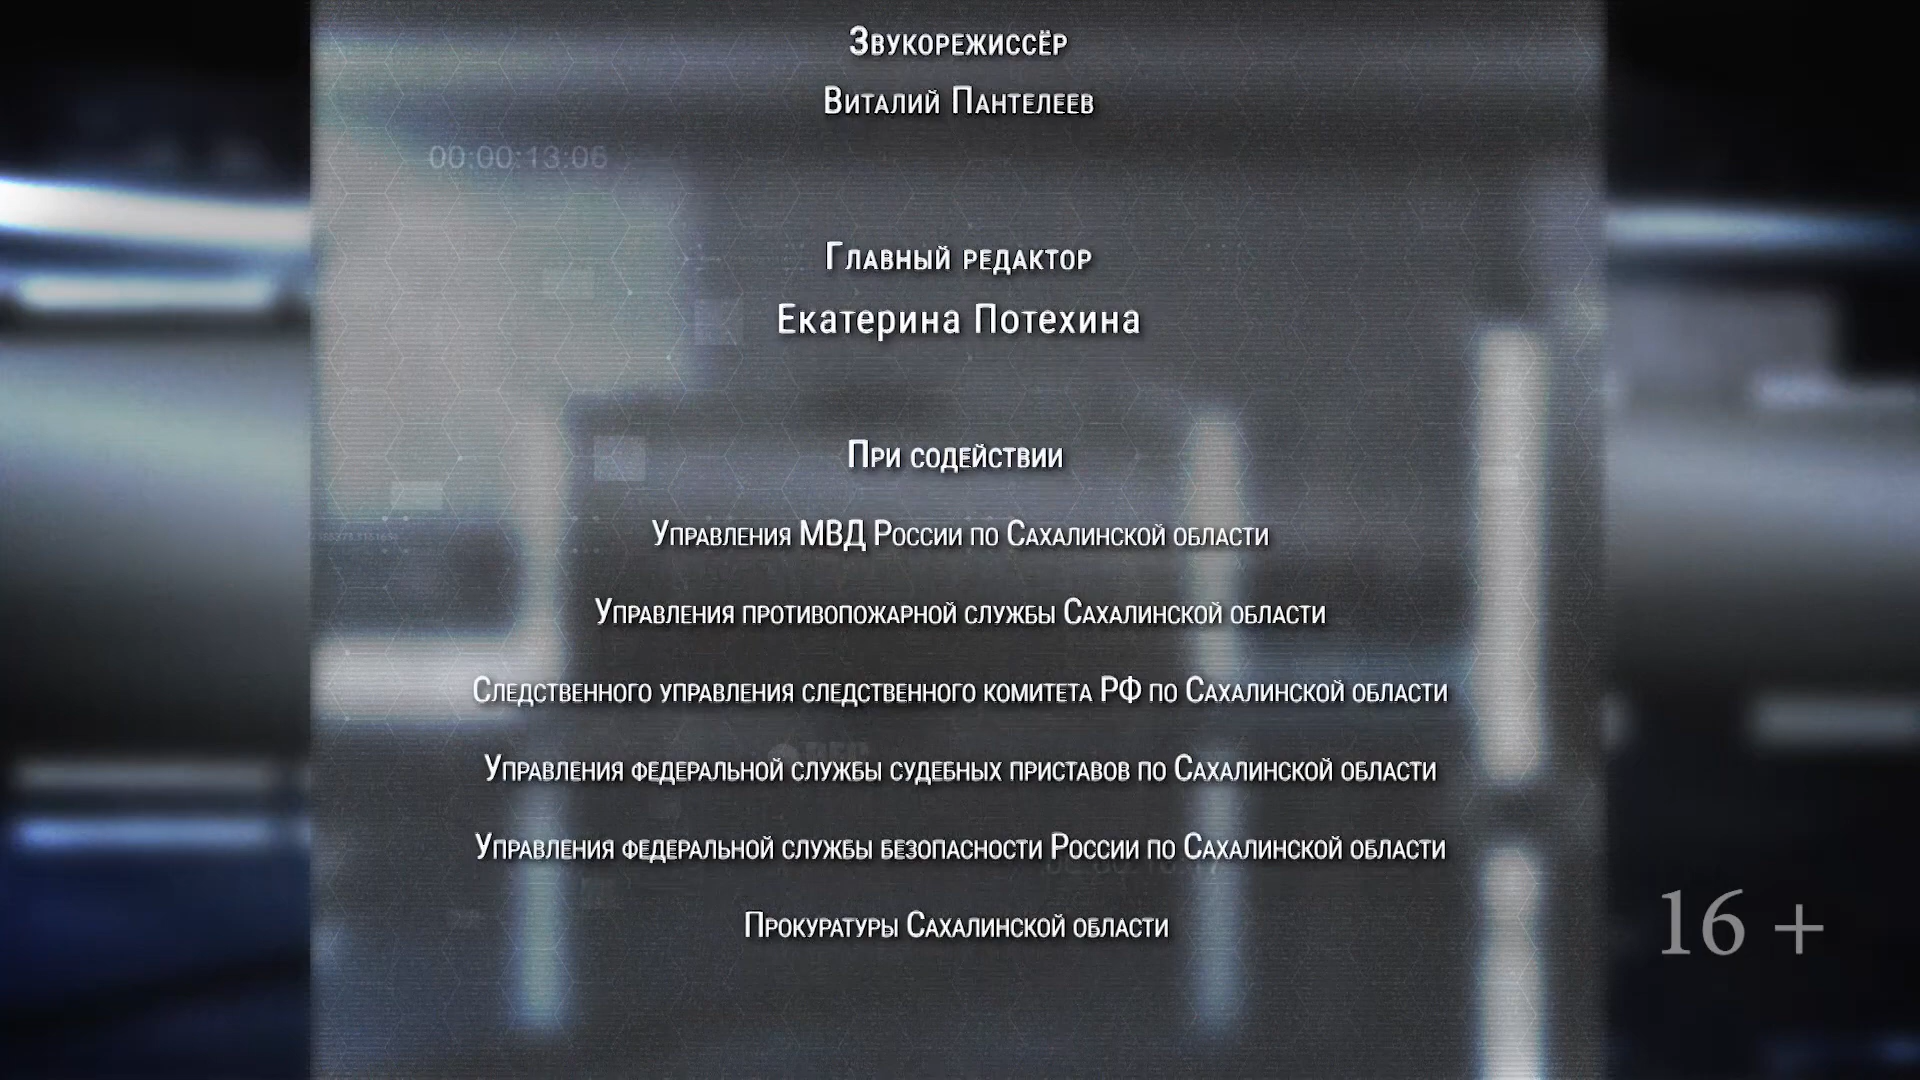 Звукорежиссёр
Виталий Пантелеев
00:00:13:06
Главный редактор
Екатерина Потехина
При содействии
Управления МВД России по Сахалинской области
Управления противопожарной службы Сахалинской области
Следственного управления следственного комитета РФ по Сахалинской области
Управления федеральной службы судебных приставов по Сахалинской области
Управления федеральной службы безопасности России по Сахалинской области
Прокуратуры Сахалинской области
16 +